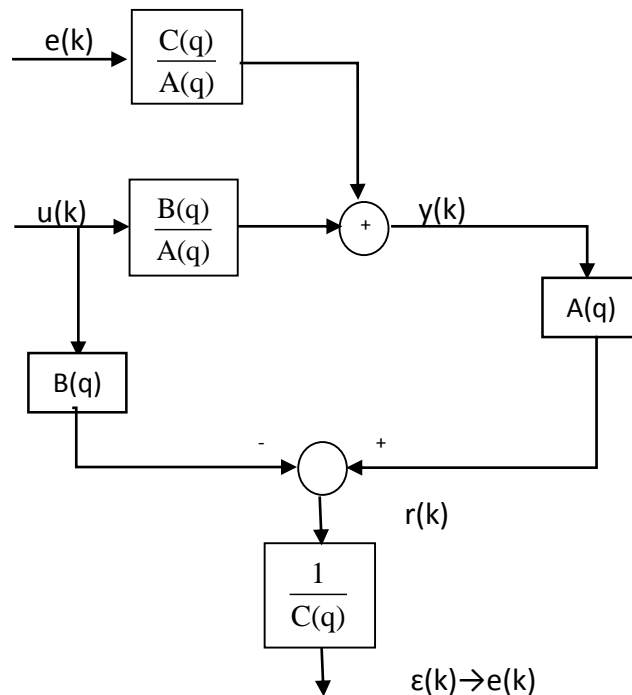 e(k)
C(q)
A(q)
u(k)
B(q)
A(q)
+
y(k)
A(q)
B(q)
-
+
r(k)
1
C(q)
ε(k)→e(k)